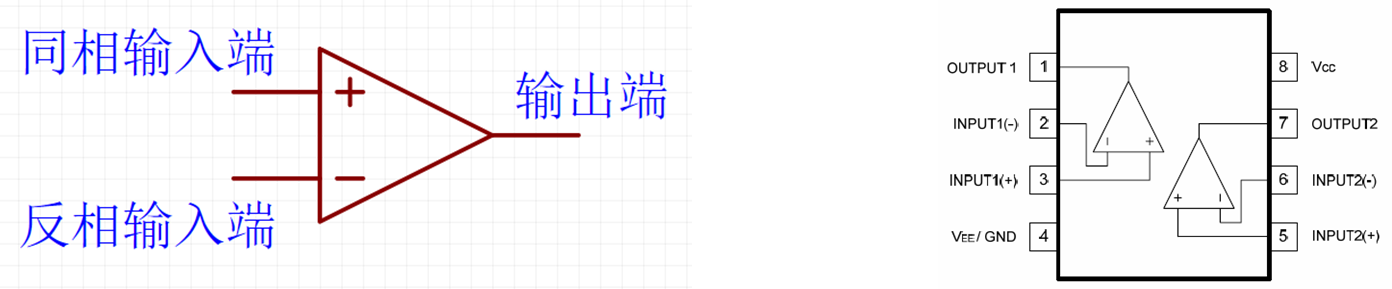 同相输入端
+
输出端
-
反相输入端
OUTPUT 1
1
8
Vcc
INPUT1(-)
2
7
OUTPUT2
INPUT1(+)
3
6
INPUT2(-)
VEE/ GND
4
5
INPUT2(+)
- +
+ -